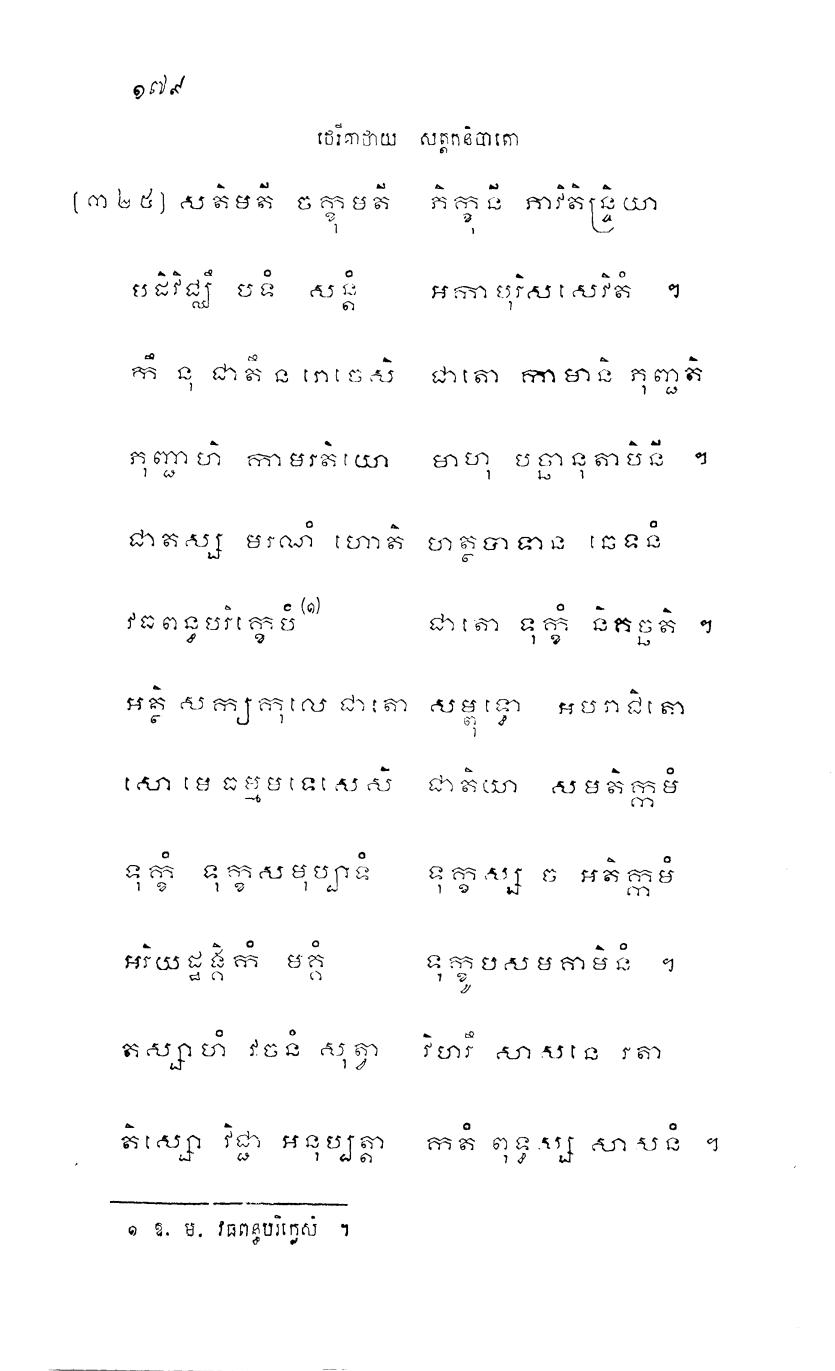 ១៧៩
ថេរីគាថាយ សត្តកនិបាតោ
(៣២៥) សតិមតី ចក្ខុមតី ភិក្ខុនី ភាវិតិន្ទ្រិយា
បដិវិជ្ឈឹ បទំ សន្តំ អកាបុរិសសេវិតំ ។
កឹ នុ ជាតឹ ន រោចេសិ ជាតោ កាមានិ ភុញ្ជតិ
ភុញ្ជាហិ កាមរតិយោ មាហុ បច្ឆានុតាបិនី ។
ជាតស្ស មរណំ ហោតិ ហត្ថបាទាន ឆេទនំ
វធពន្ធបរិក្ខេបំ(១) ជាតោ ទុក្ខំ និគច្ឆតិ ។
អត្ថិ សក្យកុលេ ជាតោ សម្ពុទ្ធោ អបរាជិតោ
សោ មេ ធម្មមទេសេសិ ជាតិយា សមតិក្កមំ
ទុក្ខំ ទុក្ខសមុប្បាទំ ទុក្ខស្ស ច អតិក្កមំ
អរិយដ្ឋង្គិកំ មគ្គំ ទុក្ខូបសមគាមិនំ ។
តស្សាហំ វចនំ សុត្វា វិហរឹ សាសនេ រតា
តិស្សោ វិជ្ជា អនុប្បត្តា កតំ ពុទ្ធស្ស សាសនំ ។
១ ឱ. ម. វធពន្ធបរិក្លេសំ ។